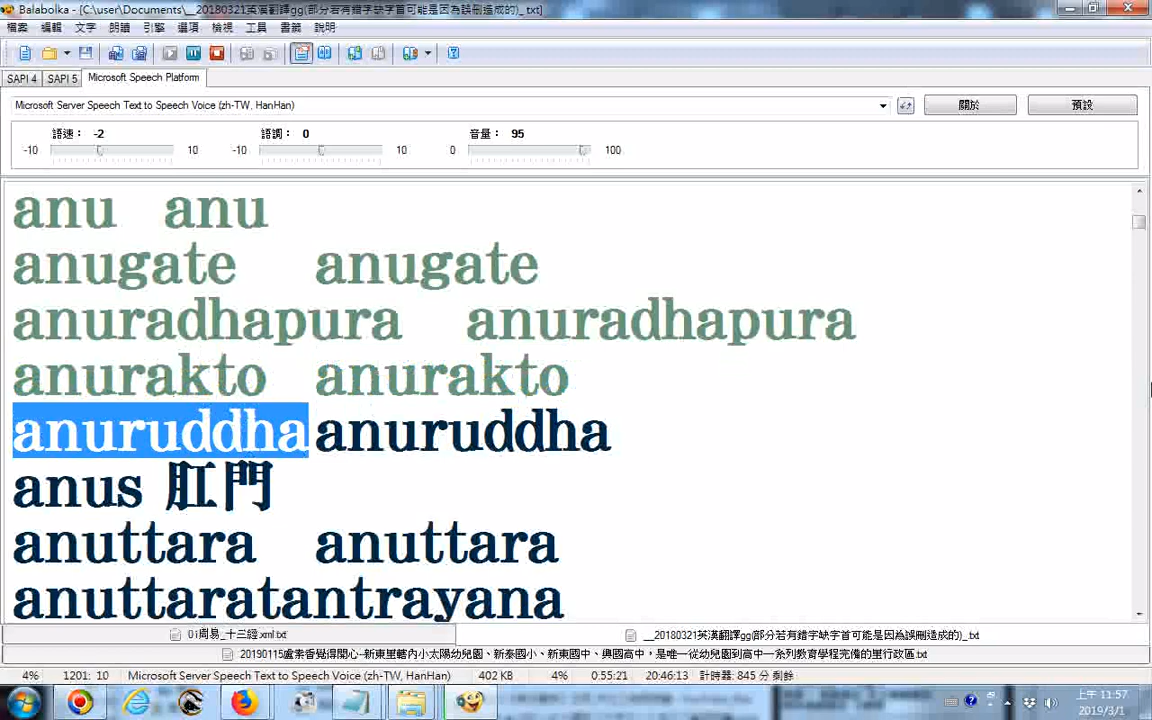 Balabolka - [C:\user\Documents\__20180321英漢翻譯gg(部分若有錯字缺字首可能是因為誤刪造成的)_.txt]
檔案 編輯 文字 朗讀 引擎 選項 檢視 工具 書籤 說明
SAPI 4 SAPI 5 Microsoft Speech Platform
Microsoft Server Speech Text to Speech Voice (zh-TW, HanHan) 關於 預設
語速: -2 語調: 0 音量: 95
-10 10 -10 10 0 100
anu anu
anugate anugate
anuradhapura anuradhapura
anurakto anurakto
anuruddha anuruddha
anus 肛門
anuttara anuttara
anuttaratantrayana
01周易_十三經.xml.txt __20180321英漢翻譯gg(部分若有錯字缺字首可能是因為誤刪造成的)_.txt
20190115盧素香覺得開心--新東里轄內小太陽幼兒園、新泰國小、新東國中、興國高中，是唯一從幼兒園到高中一系列教育學程完備的里行政區.txt
4% 1201: 10 Microsoft Server Speech Text to Speech Voice (zh-TW, HanHan) 402 KB 4% 0:55:21 20:46:13 計時器: 845 分 剩餘
上午 11:57
2019/3/1